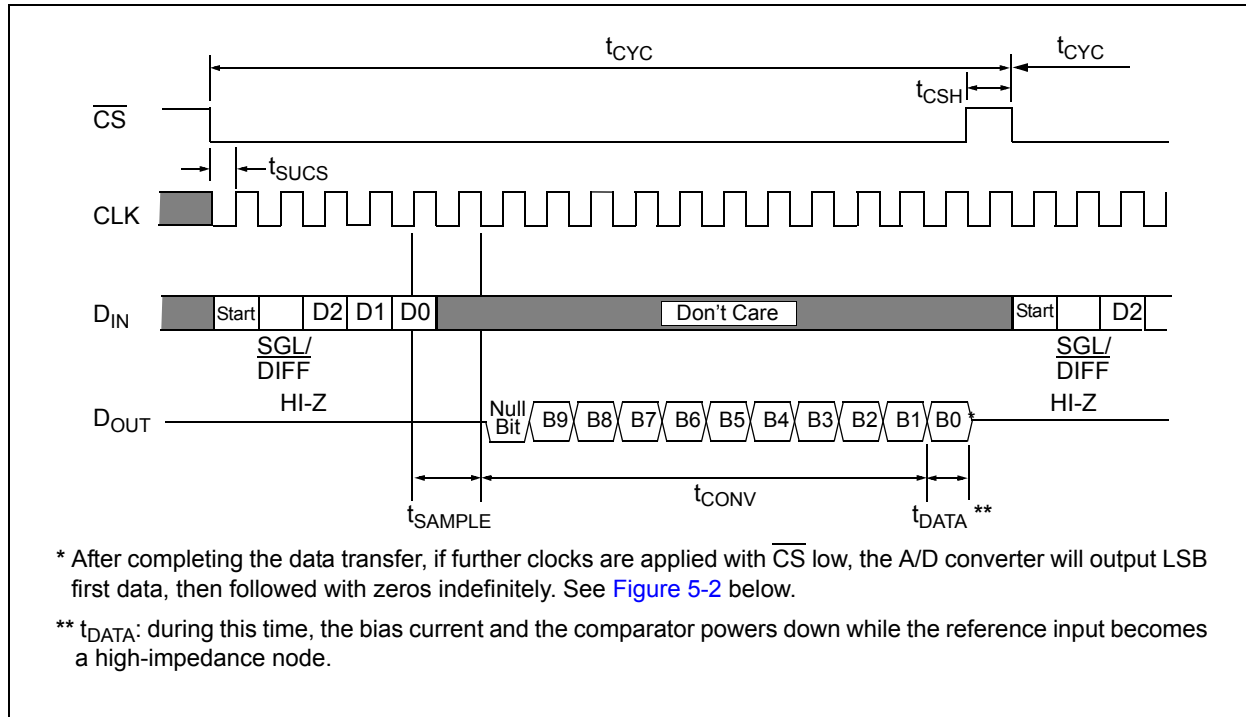 tCYC tCYC
tCSH
CS
tSUCS
CLK
DIN Start D2 D1 D0 Don't Care Start D2
SGL/ SGL/
DIFF DIFF
HI-Z HI-Z
DOUT Null Bit B9 B8 B7 B6 B5 B4 B3 B2 B1 B0 *
tCONV
tSAMPLE tDATA **
* After completing the data transfer, if further clocks are applied with CS low, the A/D converter will output LSB
first data, then followed with zeros indefinitely. See Figure 5-2 below.
** tDATA: during this time, the bias current and the comparator powers down while the reference input becomes
a high-impedance node.